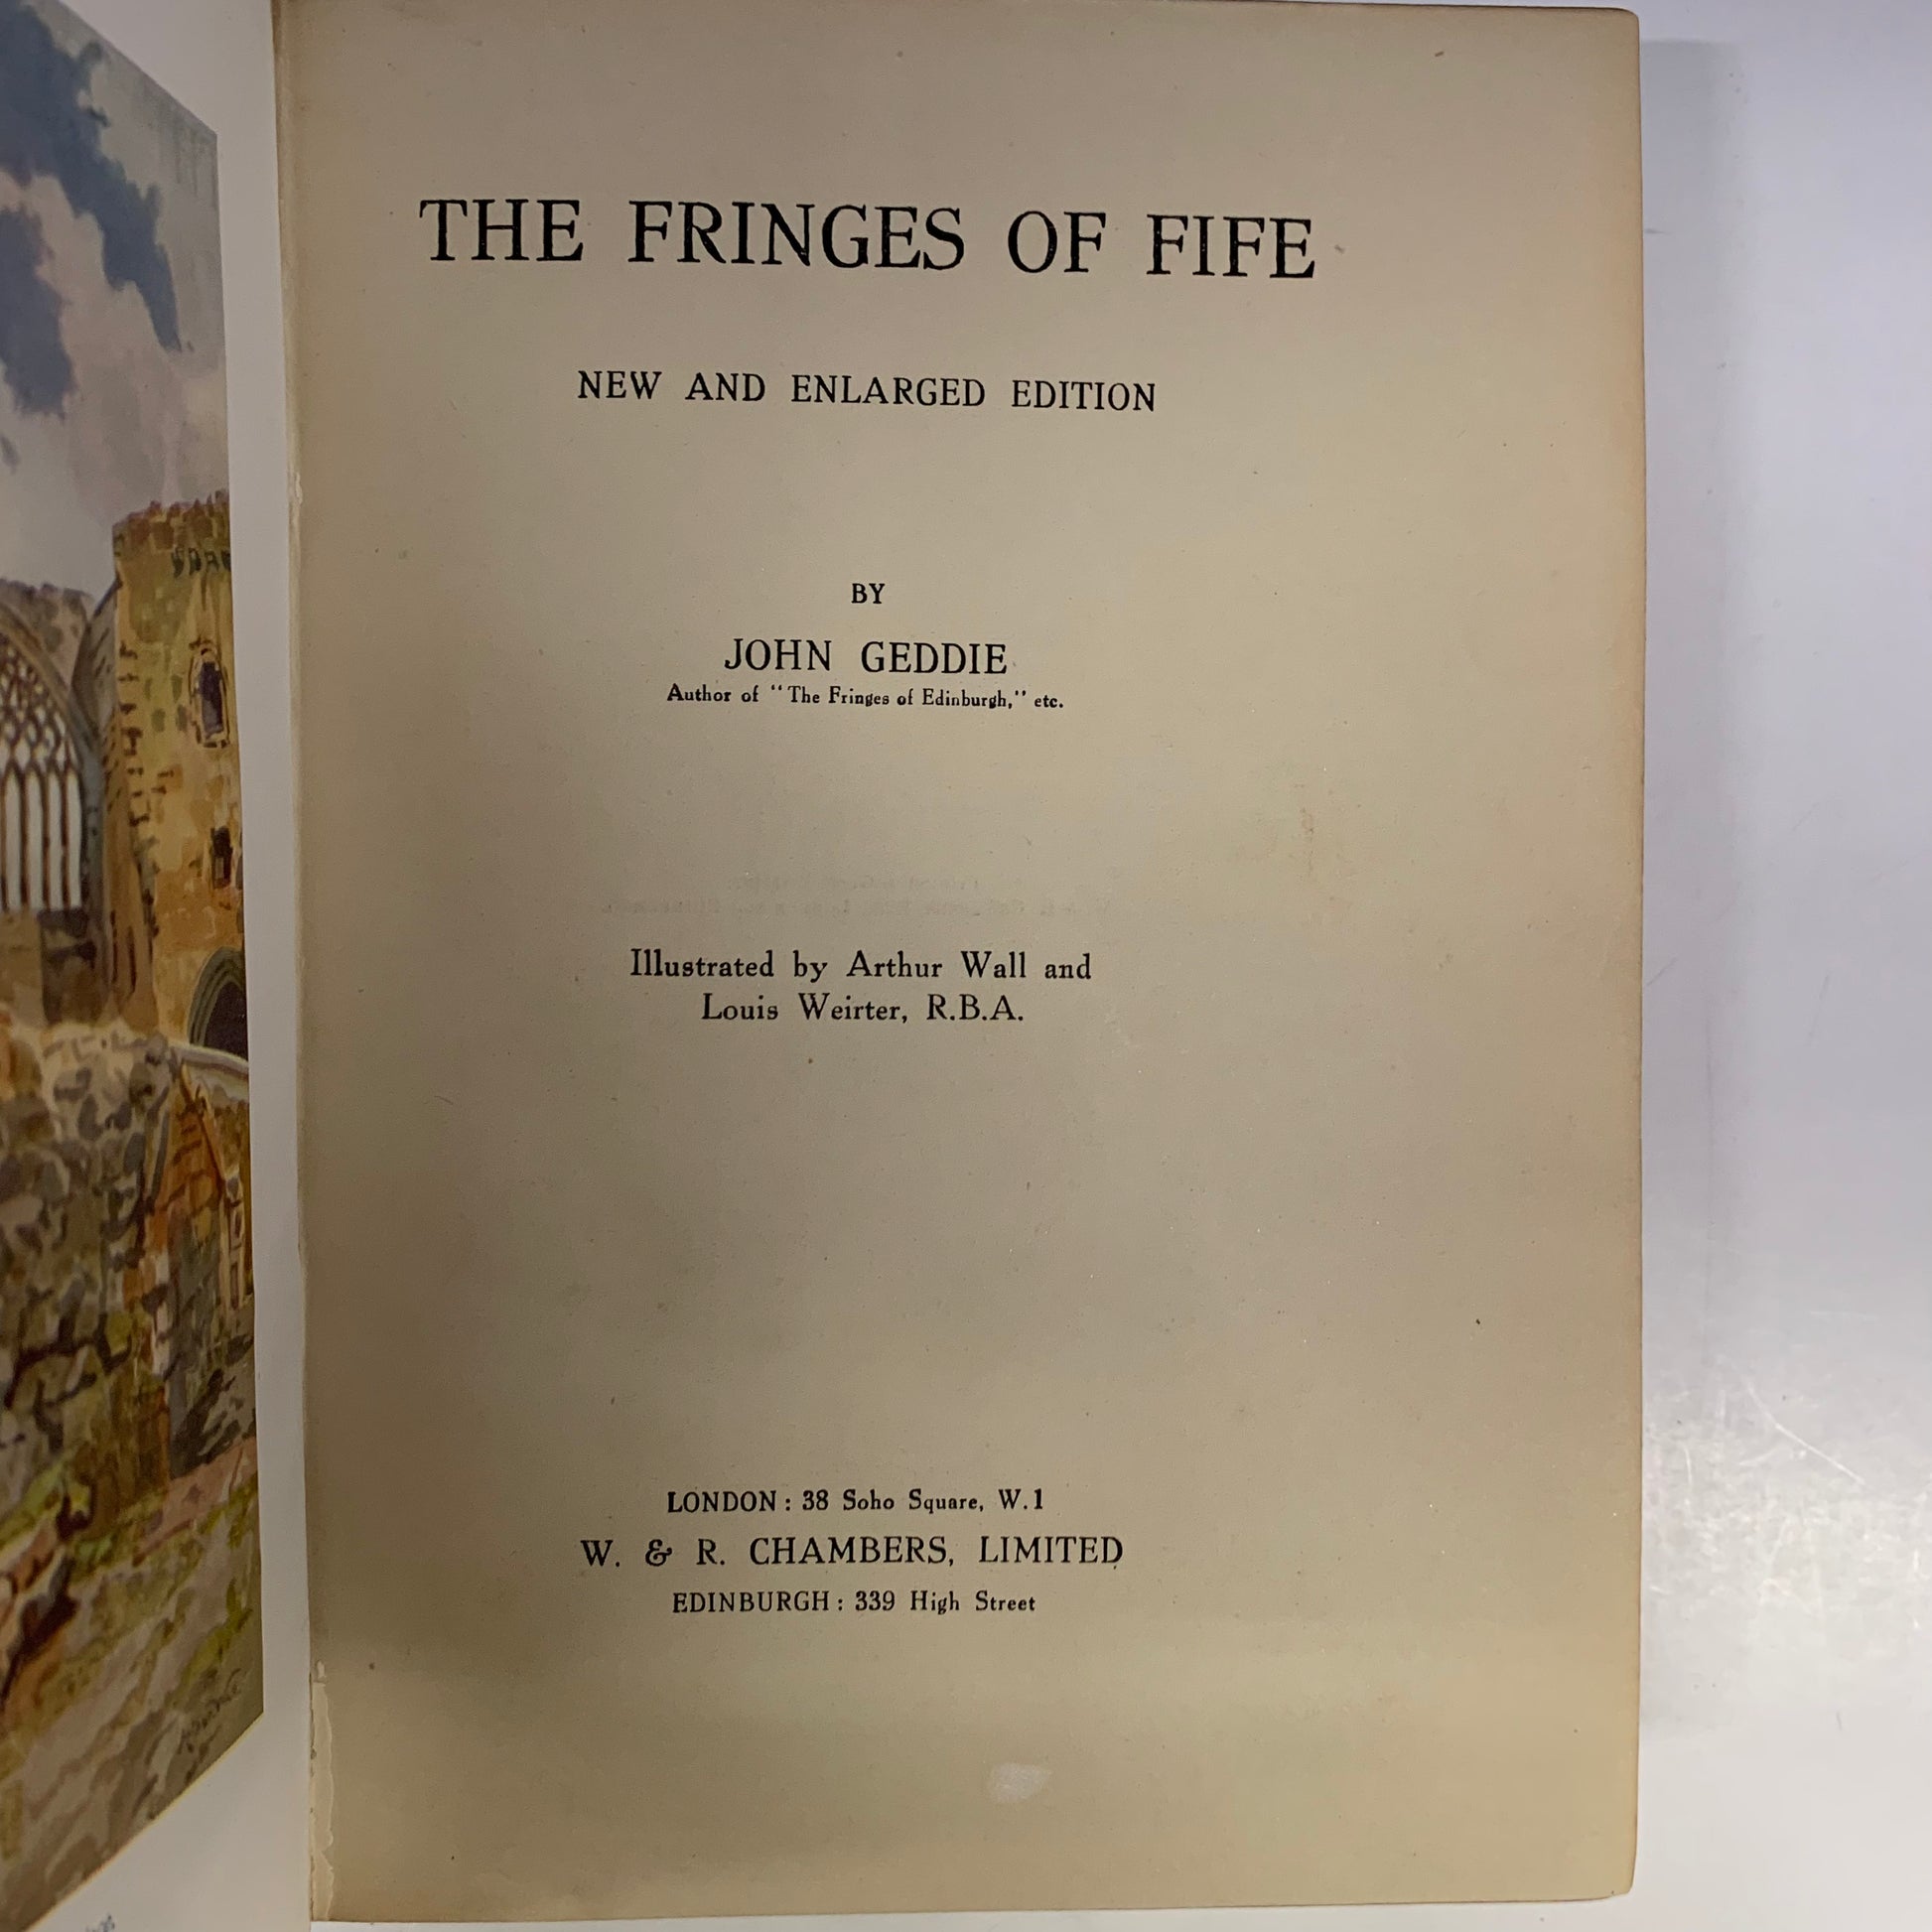 THE FRINGES OF FIFE
NEW AND ENLARGED EDITION
BY
JOHN GEDDIE
Author of "The Fringes of Edinburgh," etc.
Illustrated by Arthur Wall and
Louis Weirter, R.B.A.
LONDON: 38 Soho Square, W.1
W. & R. CHAMBERS, LIMITED
EDINBURGH: 339 High Street